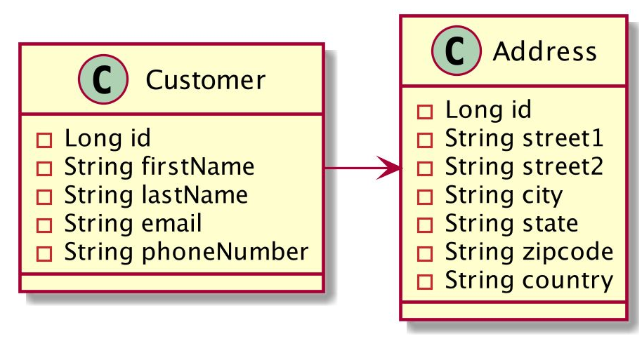 C Customer
Long id
String firstName
String lastName
String email
String phoneNumber
C Address
Long id
String street1
String street2
String city
String state
String zipcode
String country